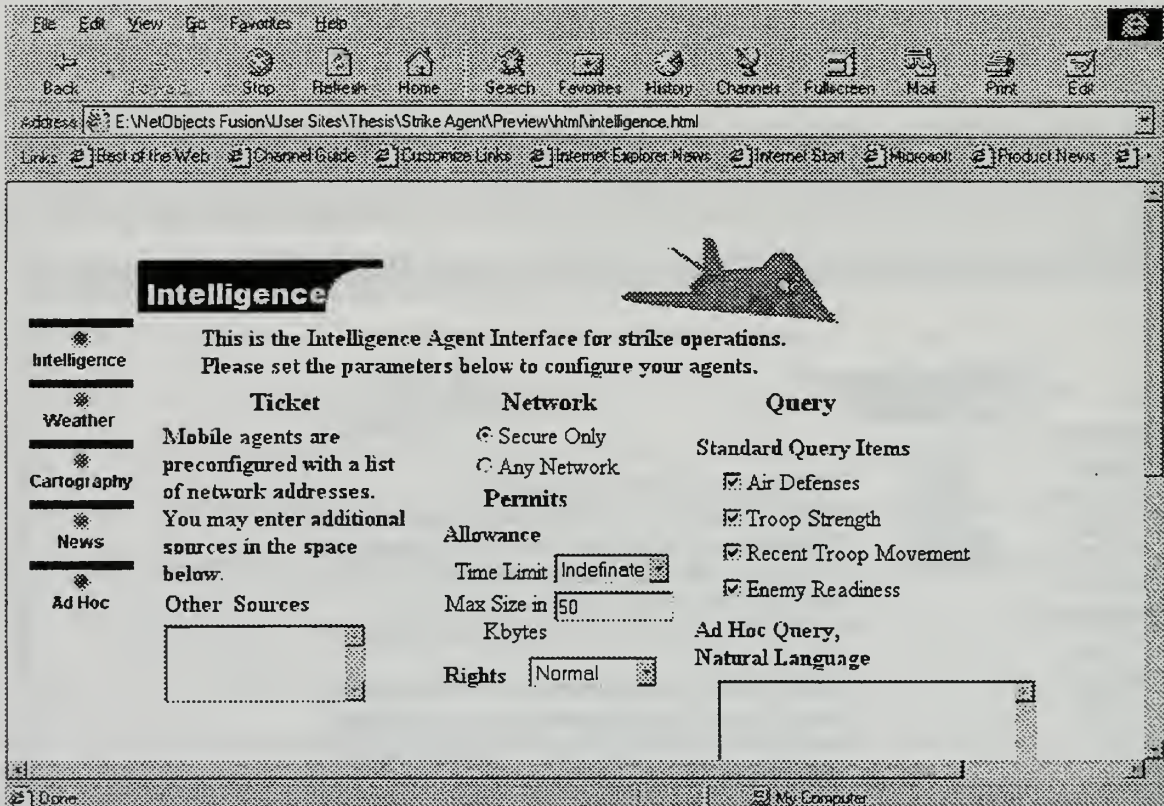 File Edit View Go Favorites Help
Back Stop Refresh Home Search Favorites History Channels Fullscreen Mail Print Edit
Address E:\NetObjects Fusion\User Sites\Thesis\Strike Agent\Preview\html\intelligence.html
Links Best of the Web Channel Guide Customize Links Internet Explorer News Internet Start Microsoft Product News
Intelligence
This is the Intelligence Agent Interface for strike operations.
Please set the parameters below to configure your agents.
Intelligence
Weather
Cartography
News
Ad Hoc
Ticket
Mobile agents are
preconfigured with a list
of network addresses.
You may enter additional
sources in the space
below.
Other Sources
Network
Secure Only
Any Network
Permits
Allowance
Time Limit Indefinate
Max Size in 50
Kbytes
Rights Normal
Query
Standard Query Items
Air Defenses
Troop Strength
Recent Troop Movement
Enemy Readiness
Ad Hoc Query,
Natural Language
Done My Computer